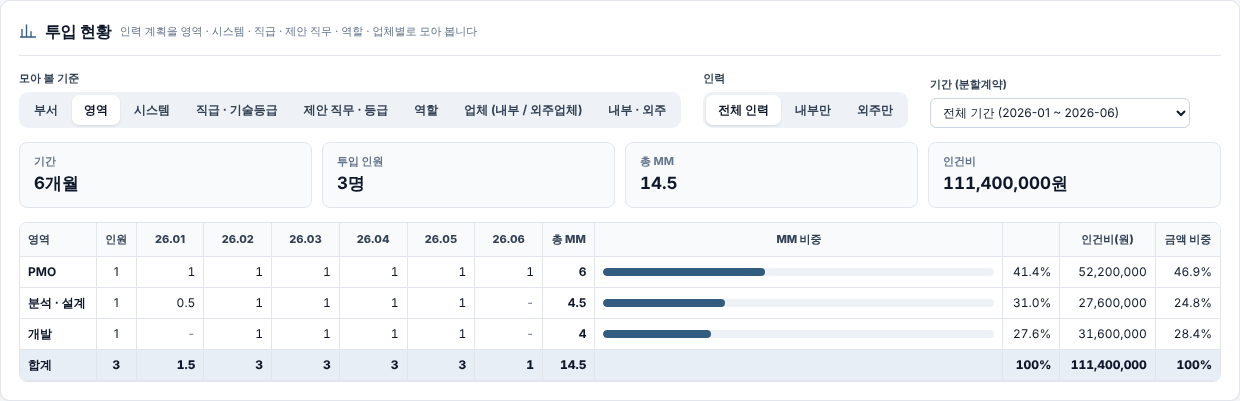 투입 현황 인력 계획을 영역 · 시스템 · 직급 · 제안 직무 · 역할 · 업체별로 모아 봅니다
모아 볼 기준
부서 영역 시스템 직급 · 기술등급 제안 직무 · 등급 역할 업체 (내부 / 외주업체) 내부 · 외주
인력
전체 인력 내부만 외주만
기간 (분할계약)
전체 기간 (2026-01 ~ 2026-06)
기간
6개월
투입 인원
3명
총 MM
14.5
인건비
111,400,000원
영역 인원 26.01 26.02 26.03 26.04 26.05 26.06 총 MM MM 비중 인건비(원) 금액 비중
PMO 1 1 1 1 1 1 1 6 41.4% 52,200,000 46.9%
분석 · 설계 1 0.5 1 1 1 1 - 4.5 31.0% 27,600,000 24.8%
개발 1 - 1 1 1 1 - 4 27.6% 31,600,000 28.4%
합계 3 1.5 3 3 3 3 1 14.5 100% 111,400,000 100%